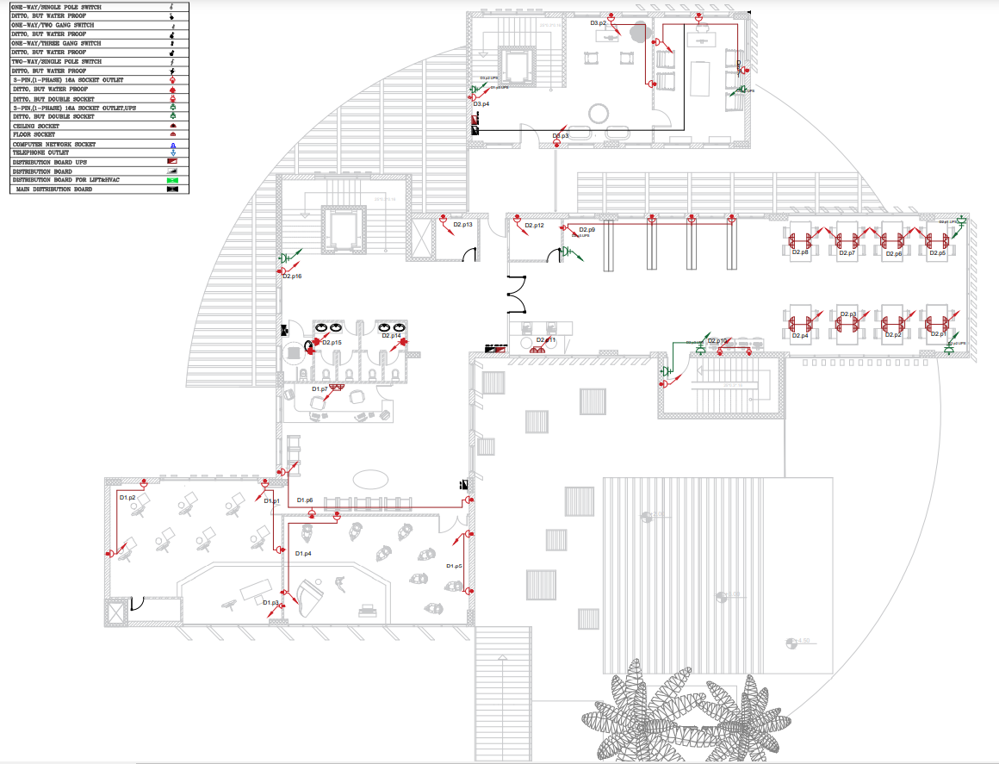 ONE-WAY/SINGLE POLE SWITCH
DITTO, BUT WATER PROOF
ONE-WAY/TWO GANG SWITCH
DITTO, BUT WATER PROOF
ONE-WAY/THREE GANG SWITCH
DITTO, BUT WATER PROOF
TWO-WAY/SINGLE POLE SWITCH
DITTO, BUT WATER PROOF
3-PIN,(1-PHASE) 16A SOCKET OUTLET
DITTO, BUT WATER PROOF
DITTO, BUT DOUBLE SOCKET
3-PIN,(1-PHASE) 16A SOCKET OUTLET,UPS
DITTO, BUT DOUBLE SOCKET
CEILING SOCKET
FLOOR SOCKET
COMPUTER NETWORK SOCKET
TELEPHONE OUTLET
DISTRIBUTION BOARD UPS
DISTRIBUTION BOARD
DISTRIBUTION BOARD FOR LIFT&HVAC
MAIN DISTRIBUTION BOARD
D3.p2
D3.p4
D3.p3
D2.p13
D2.p12
D2.p9
D2.p8
D2.p7
D2.p6
D2.p5
D2.p16
D2.p3
D2.p4
D2.p2
D2.p1
D2.p15
D2.p14
D2.p11
D2.p10
D1.p7
D1.p2
D1.p1
D1.p6
D1.p4
D1.p5
D1.p3